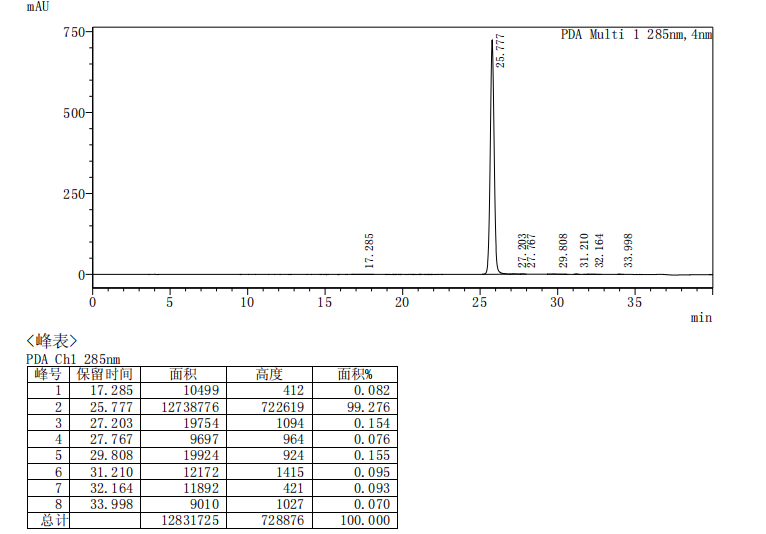 mAU
PDA Multi 1 285nm,4nm
750
500
250
0
25.777
17.285
27.203
27.767
29.808
31.210
32.164
33.998
0 5 10 15 20 25 30 35
min
<峰表>
PDA Ch1 285nm
峰号 保留时间 面积 高度 面积%
1 17.285 10499 412 0.082
2 25.777 12738776 722619 99.276
3 27.203 19754 1094 0.154
4 27.767 9697 964 0.076
5 29.808 19924 924 0.155
6 31.210 12172 1415 0.095
7 32.164 11892 421 0.093
8 33.998 9010 1027 0.070
总计 12831725 728876 100.000